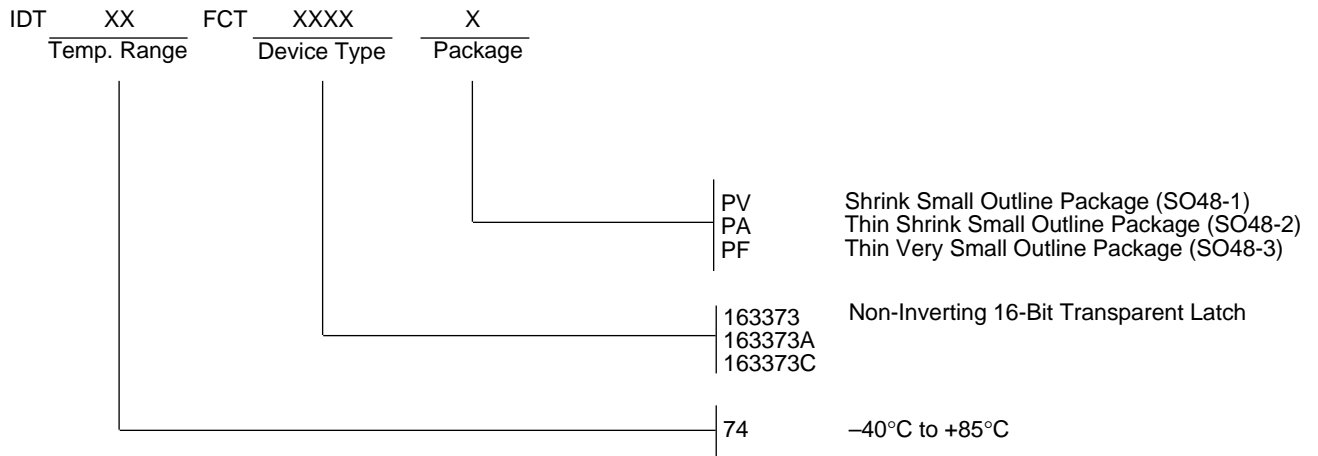 IDT XX FCT XXXX X
Temp. Range Device Type Package
PV Shrink Small Outline Package (SO48-1)
PA Thin Shrink Small Outline Package (SO48-2)
PF Thin Very Small Outline Package (SO48-3)
163373 Non-Inverting 16-Bit Transparent Latch
163373A
163373C
74 –40°C to +85°C